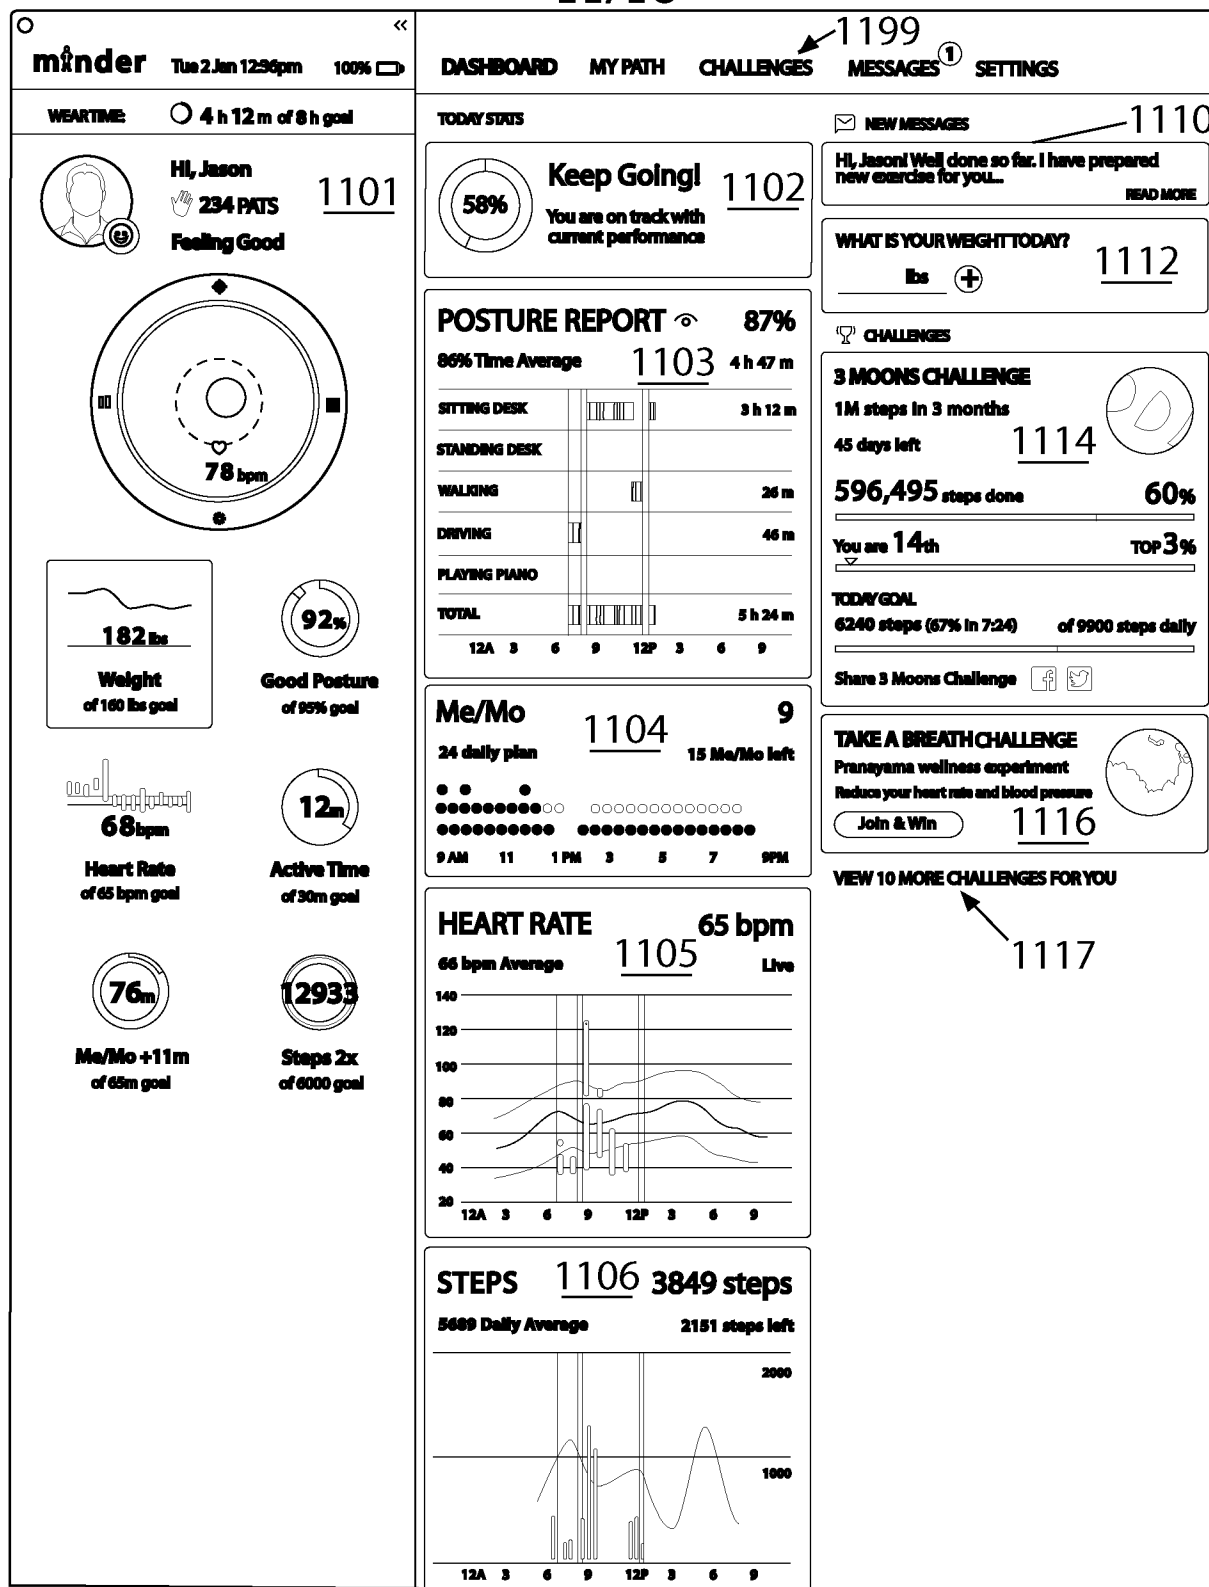 minder
Tue 2 Jan 12:36pm
100%
DASHBOARD
MY PATH
CHALLENGES
MESSAGES
1
SETTINGS
1199
WEAR TIME:
4 h 12 m of 8 h goal
Hi, Jason
234 PATS
Feeling Good
1101
78 bpm
182 lbs
Weight
of 160 lbs goal
92%
Good Posture
of 95% goal
68bpm
Heart Rate
of 65 bpm goal
12m
Active Time
of 30m goal
76m
Me/Mo +11m
of 65m goal
12933
Steps 2x
of 6000 goal
TODAY STATS
58%
Keep Going!
You are on track with
current performance
1102
POSTURE REPORT
87%
86% Time Average
1103
4 h 47 m
SITTING DESK
3 h 12 m
STANDING DESK
WALKING
26 m
DRIVING
46 m
PLAYING PIANO
TOTAL
5 h 24 m
12A 3 6 9 12P 3 6 9
Me/Mo
1104
9
24 daily plan
15 Me/Mo left
9 AM 11 1 PM 3 5 7 9PM
HEART RATE
65 bpm
66 bpm Average
1105
Live
140
120
100
80
60
40
20
12A 3 6 9 12P 3 6 9
STEPS
1106
3849 steps
5689 Daily Average
2151 steps left
2000
1000
12A 3 6 9 12P 3 6 9
NEW MESSAGES
1110
Hi, Jason! Well done so far. I have prepared
new exercise for you...
READ MORE
WHAT IS YOUR WEIGHT TODAY?
lbs
1112
CHALLENGES
3 MOONS CHALLENGE
1M steps in 3 months
45 days left
1114
596,495 steps done
60%
You are 14th
TOP 3%
TODAY GOAL
6240 steps (67% in 7:24)
of 9900 steps daily
Share 3 Moons Challenge
TAKE A BREATH CHALLENGE
Pranayama wellness experiment
Reduce your heart rate and blood pressure
Join & Win
1116
VIEW 10 MORE CHALLENGES FOR YOU
1117